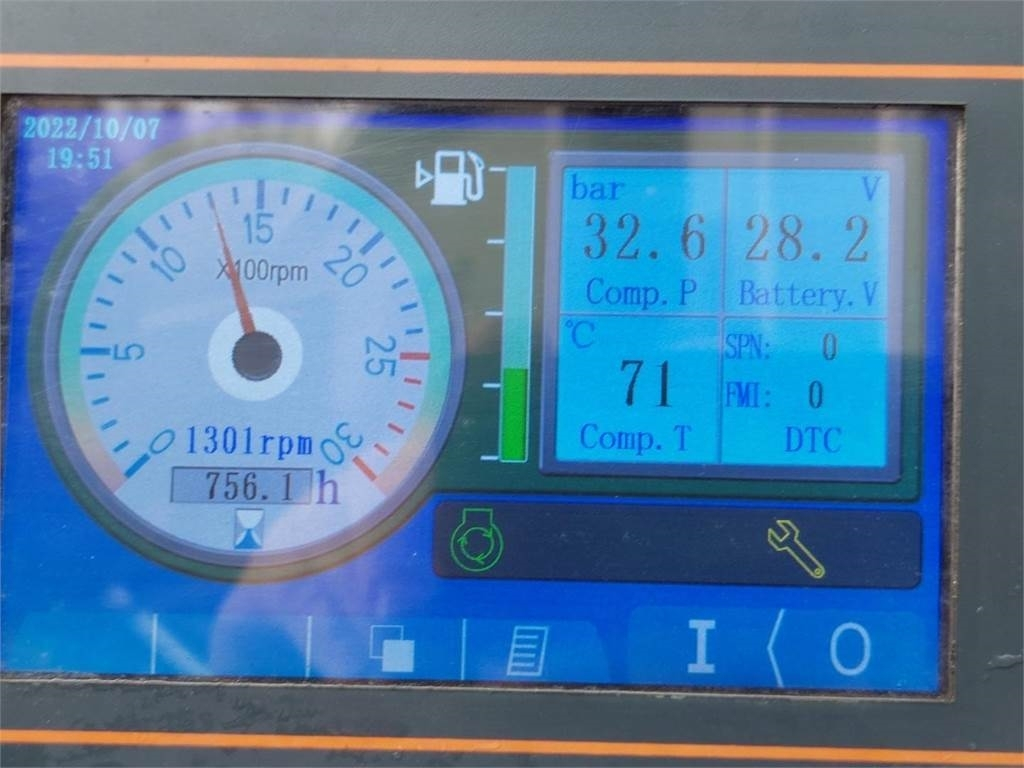 2022/10/07
19:51
0
5
10
15
20
25
30
X100rpm
1301rpm
756.1 h
bar
32.6
Comp.P
V
28.2
Battery.V
℃
71
Comp.T
SPN: 0
FMI: 0
DTC
I O